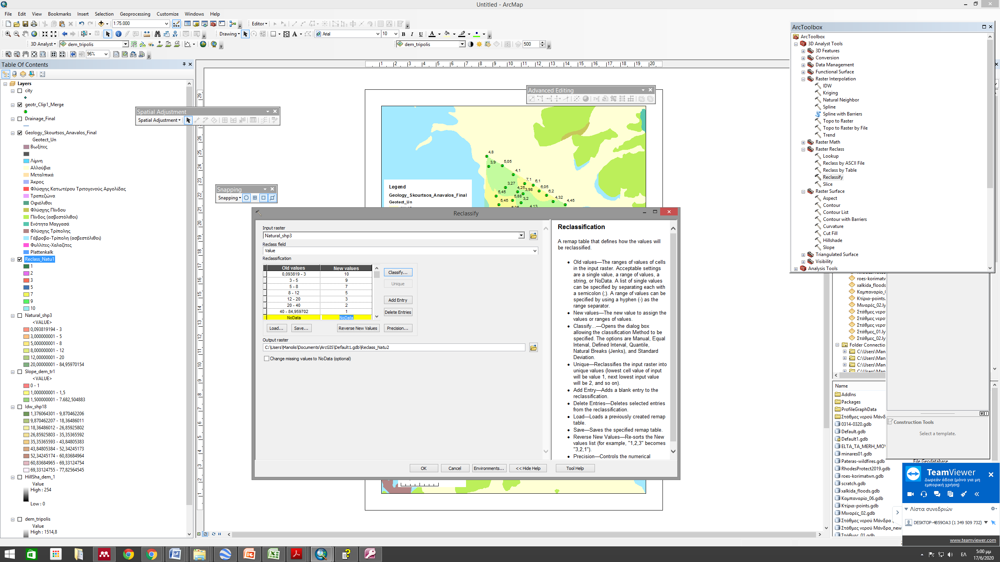 Untitled - ArcMap
File Edit View Bookmarks Insert Selection Geoprocessing Customize Windows Help
1:75.000 Editor
Drawing Arial 10 B I U A
3D Analyst dem_tripolis dem_tripolis 500
96%
Table Of Contents
Layers
city
geotr_Clip1_Merge
Drainage_Final
Geology_Skourtsos_Anavalos_Final
Geotect_Un
Βωξίτες
Λίμνη
Αλλούβια
Μεταλπικά
Άκρος
Φλύσχης Κατωτέρου Τριτογενούς Αργολίδας
Τραπεζώνα
Οφιόλιθοι
Φλύσχης Πίνδου
Πίνδος (ασβεστόλιθοι)
Ενότητα Μαγγασά
Φλύσχης Τρίπολης
Γάβροβο-Τρίπολη (ασβεστόλιθοι)
Φυλλίτες-Χαλαζίτες
Plattenkalk
Reclass_Natu1
1
2
3
5
7
9
10
Natural_shp3
<VALUE>
0,093819194 - 3
3,000000001 - 5
5,000000001 - 8
8,000000001 - 12
12,00000001 - 20
20,00000001 - 84,95970154
Slope_dem_tr1
<VALUE>
0 - 1
1,000000001 - 1,5
1,500000001 - 7.682,504883
Idw_shp18
1,376064301 - 9,870462206
9,870462207 - 18,36486011
18,36486012 - 26,85925802
26,85925803 - 35,35365592
35,35365593 - 43,84805383
43,84805384 - 52,34245173
52,34245174 - 60,83684964
60,83684965 - 69,33124754
69,33124755 - 77,82564545
HillSha_dem_1
Value
High : 254
Low : 0
dem_tripolis
Value
High : 1514,8
Spatial Adjustment
Spatial Adjustment
Snapping
Snapping
Advanced Editing
1 2 3 4 5 6 7 8 9 10 11 12 13 14 15 16 17 18 19 20
29
26
25
24
23
22
21
20
19
18
17
16
15
14
13
12
11
10
9
8
7
6
5
4
3
2
1
4,8
3,9 5,05
4,1
7,1 6,1
3,27 4,25 3,98 6,05
5,45 5,88 6,2
5,45 3,2 4,32 4,45
4,13
Legend
Geology_Skourtsos_Anavalos_Final
Geotect_Un
Reclassify
Input raster
Natural_shp3
Reclass field
Value
Reclassification
Old values New values
0,093819 - 3 10
3 - 5 9
5 - 8 7
8 - 12 5
12 - 20 3
20 - 40 2
40 - 84,959702 1
NoData NoData
Classify...
Unique
Add Entry
Delete Entries
Load... Save... Reverse New Values Precision...
Output raster
C:\Users\Manolis\Documents\ArcGIS\Default1.gdb\Reclass_Natu2
Change missing values to NoData (optional)
OK Cancel Environments... << Hide Help Tool Help
Reclassification
A remap table that defines how the values will
be reclassified.
• Old values—The ranges of values of cells
in the input raster. Acceptable settings
are a single value, a range of values, a
string, or NoData. A list of single values
can be specified by separating each with
a semicolon (;). A range of values can be
specified by using a hyphen (-) as the
range separator.
• New values—The new value to assign the
values or ranges of values.
• Classify...—Opens the dialog box
allowing the classification Method to be
specified. The options are Manual, Equal
Interval, Defined Interval, Quantile,
Natural Breaks (Jenks), and Standard
Deviation.
• Unique—Reclassifies the input raster into
unique values (lowest cell value of input
will be value 1, next lowest input value
will be 2, and so on).
• Add Entry—Adds a blank entry to the
reclassification.
• Delete Entries—Deletes selected entries
from the reclassification.
• Load—Loads a previously created remap
table.
• Save—Saves the specified remap table.
• Reverse New Values—Re-sorts the New
values list (for example, "1,2,3" becomes
"3,2,1").
• Precision—Controls the numerical
ArcToolbox
ArcToolbox
3D Analyst Tools
3D Features
Conversion
Data Management
Functional Surface
Raster Interpolation
IDW
Kriging
Natural Neighbor
Spline
Spline with Barriers
Topo to Raster
Topo to Raster by File
Trend
Raster Math
Raster Reclass
Lookup
Reclass by ASCII File
Reclass by Table
Reclassify
Slice
Raster Surface
Aspect
Contour
Contour List
Contour with Barriers
Curvature
Cut Fill
Hillshade
Slope
Triangulated Surface
Visibility
Analysis Tools
roes-korimatw
xalkida_floods
Καμπαναρίο_
Κτίρια-points.
Μιναρές_02.ly
Στάθμες νερο
Στάθμες νερο
Στάθμες νερο
Στάθμες_01.ly
Στάθμες_02.ly
Folder Connectio
C:\Users\Man
C:\Users\Man
C:\Users\Man
C:\Users\Man
Name
AddIns
Packages
ProfileGraphData
Στάθμες νερού Μάνδ
0314-0320.gdb
Default.gdb
Default1.gdb
ELTA_TA_MERH_MO
minares01.gdb
Pateras-wildfires.gdb File Geodatabase
RhodesProtect2019.gdb
roes-korimatwn.gdb
scratch.gdb
xalkida_floods.gdb
Καμπαναρίο_06.gdb
Κτίρια-points.gdb
Μιναρές_02.gdb
Στάθμες νερού Μάνδρα
Στάθμες νερού Μάνδρα_new
Στάθμες_01.gdb
Construction Tools
Select a template.
TeamViewer
Δωρεάν άδεια (μόνο για μη
εμπορική χρήση)
Λίστα συνεδριών
DESKTOP-4B59OA3 (1 349 509 732)
www.teamviewer.com
ΕΛ
5:00 μμ
17/6/2020